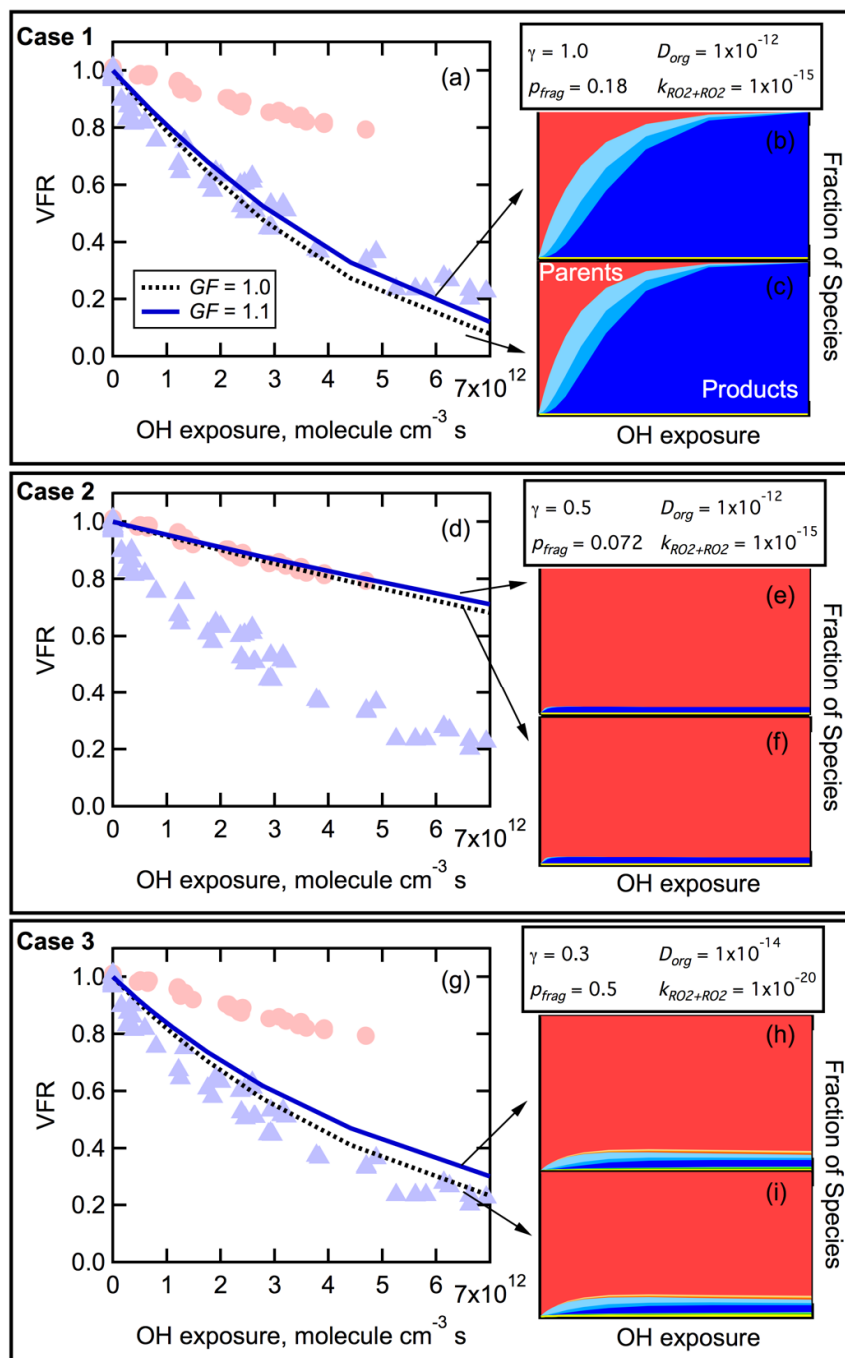 Case 1
γ = 1.0 D_org = 1x10⁻¹²
p_frag = 0.18 k_RO2+RO2 = 1x10⁻¹⁵
(a)
1.0
0.8
0.6
0.4
0.2
0.0
VFR
GF = 1.0
GF = 1.1
0 1 2 3 4 5 6 7x10¹²
OH exposure, molecule cm⁻³ s
(b)
Parents
(c)
Products
Fraction of Species
OH exposure
Case 2
γ = 0.5 D_org = 1x10⁻¹²
p_frag = 0.072 k_RO2+RO2 = 1x10⁻¹⁵
(d)
1.0
0.8
0.6
0.4
0.2
0.0
VFR
0 1 2 3 4 5 6 7x10¹²
OH exposure, molecule cm⁻³ s
(e)
(f)
Fraction of Species
OH exposure
Case 3
γ = 0.3 D_org = 1x10⁻¹⁴
p_frag = 0.5 k_RO2+RO2 = 1x10⁻²⁰
(g)
1.0
0.8
0.6
0.4
0.2
0.0
VFR
0 1 2 3 4 5 6 7x10¹²
OH exposure, molecule cm⁻³ s
(h)
(i)
Fraction of Species
OH exposure